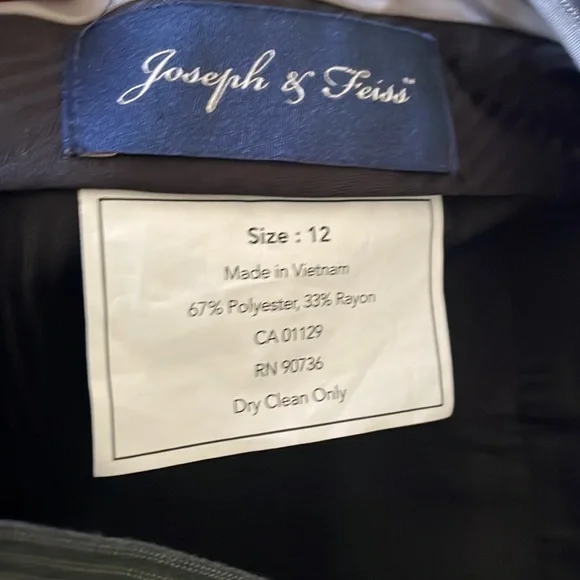 Joseph & Feiss™
Size : 12
Made in Vietnam
67% Polyester, 33% Rayon
CA 01129
RN 90736
Dry Clean Only